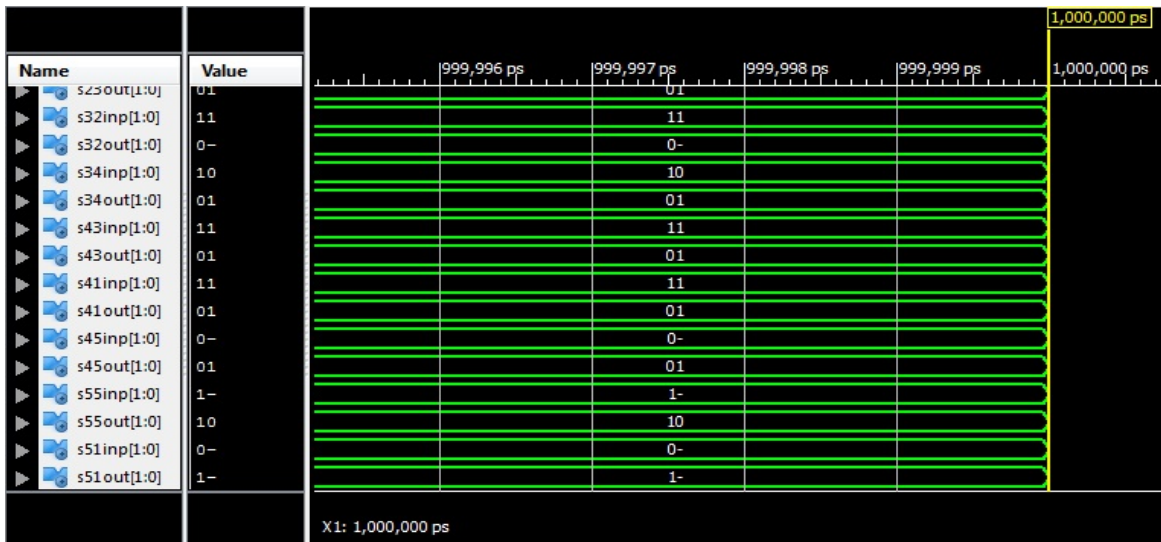 1,000,000 ps
Name Value 999,996 ps 999,997 ps 999,998 ps 999,999 ps 1,000,000 ps
s23out[1:0] 01 01
s32inp[1:0] 11 11
s32out[1:0] 0- 0-
s34inp[1:0] 10 10
s34out[1:0] 01 01
s43inp[1:0] 11 11
s43out[1:0] 01 01
s41inp[1:0] 11 11
s41out[1:0] 01 01
s45inp[1:0] 0- 0-
s45out[1:0] 01 01
s55inp[1:0] 1- 1-
s55out[1:0] 10 10
s51inp[1:0] 0- 0-
s51out[1:0] 1- 1-
X1: 1,000,000 ps